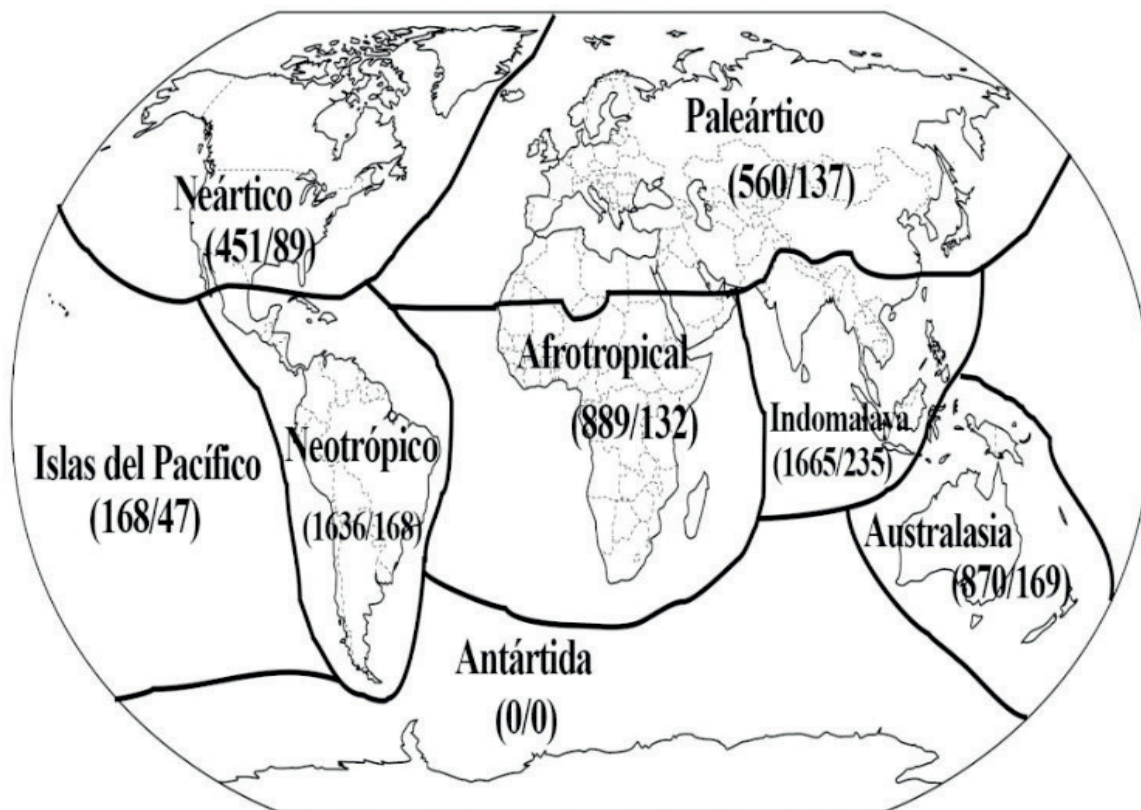 Paleártico
(560/137)
Neártico
(451/89)
Afrotropical
(889/132)
Indomalaya
(1665/235)
Neotrópico
(1636/168)
Islas del Pacífico
(168/47)
Australasia
(870/169)
Antártida
(0/0)